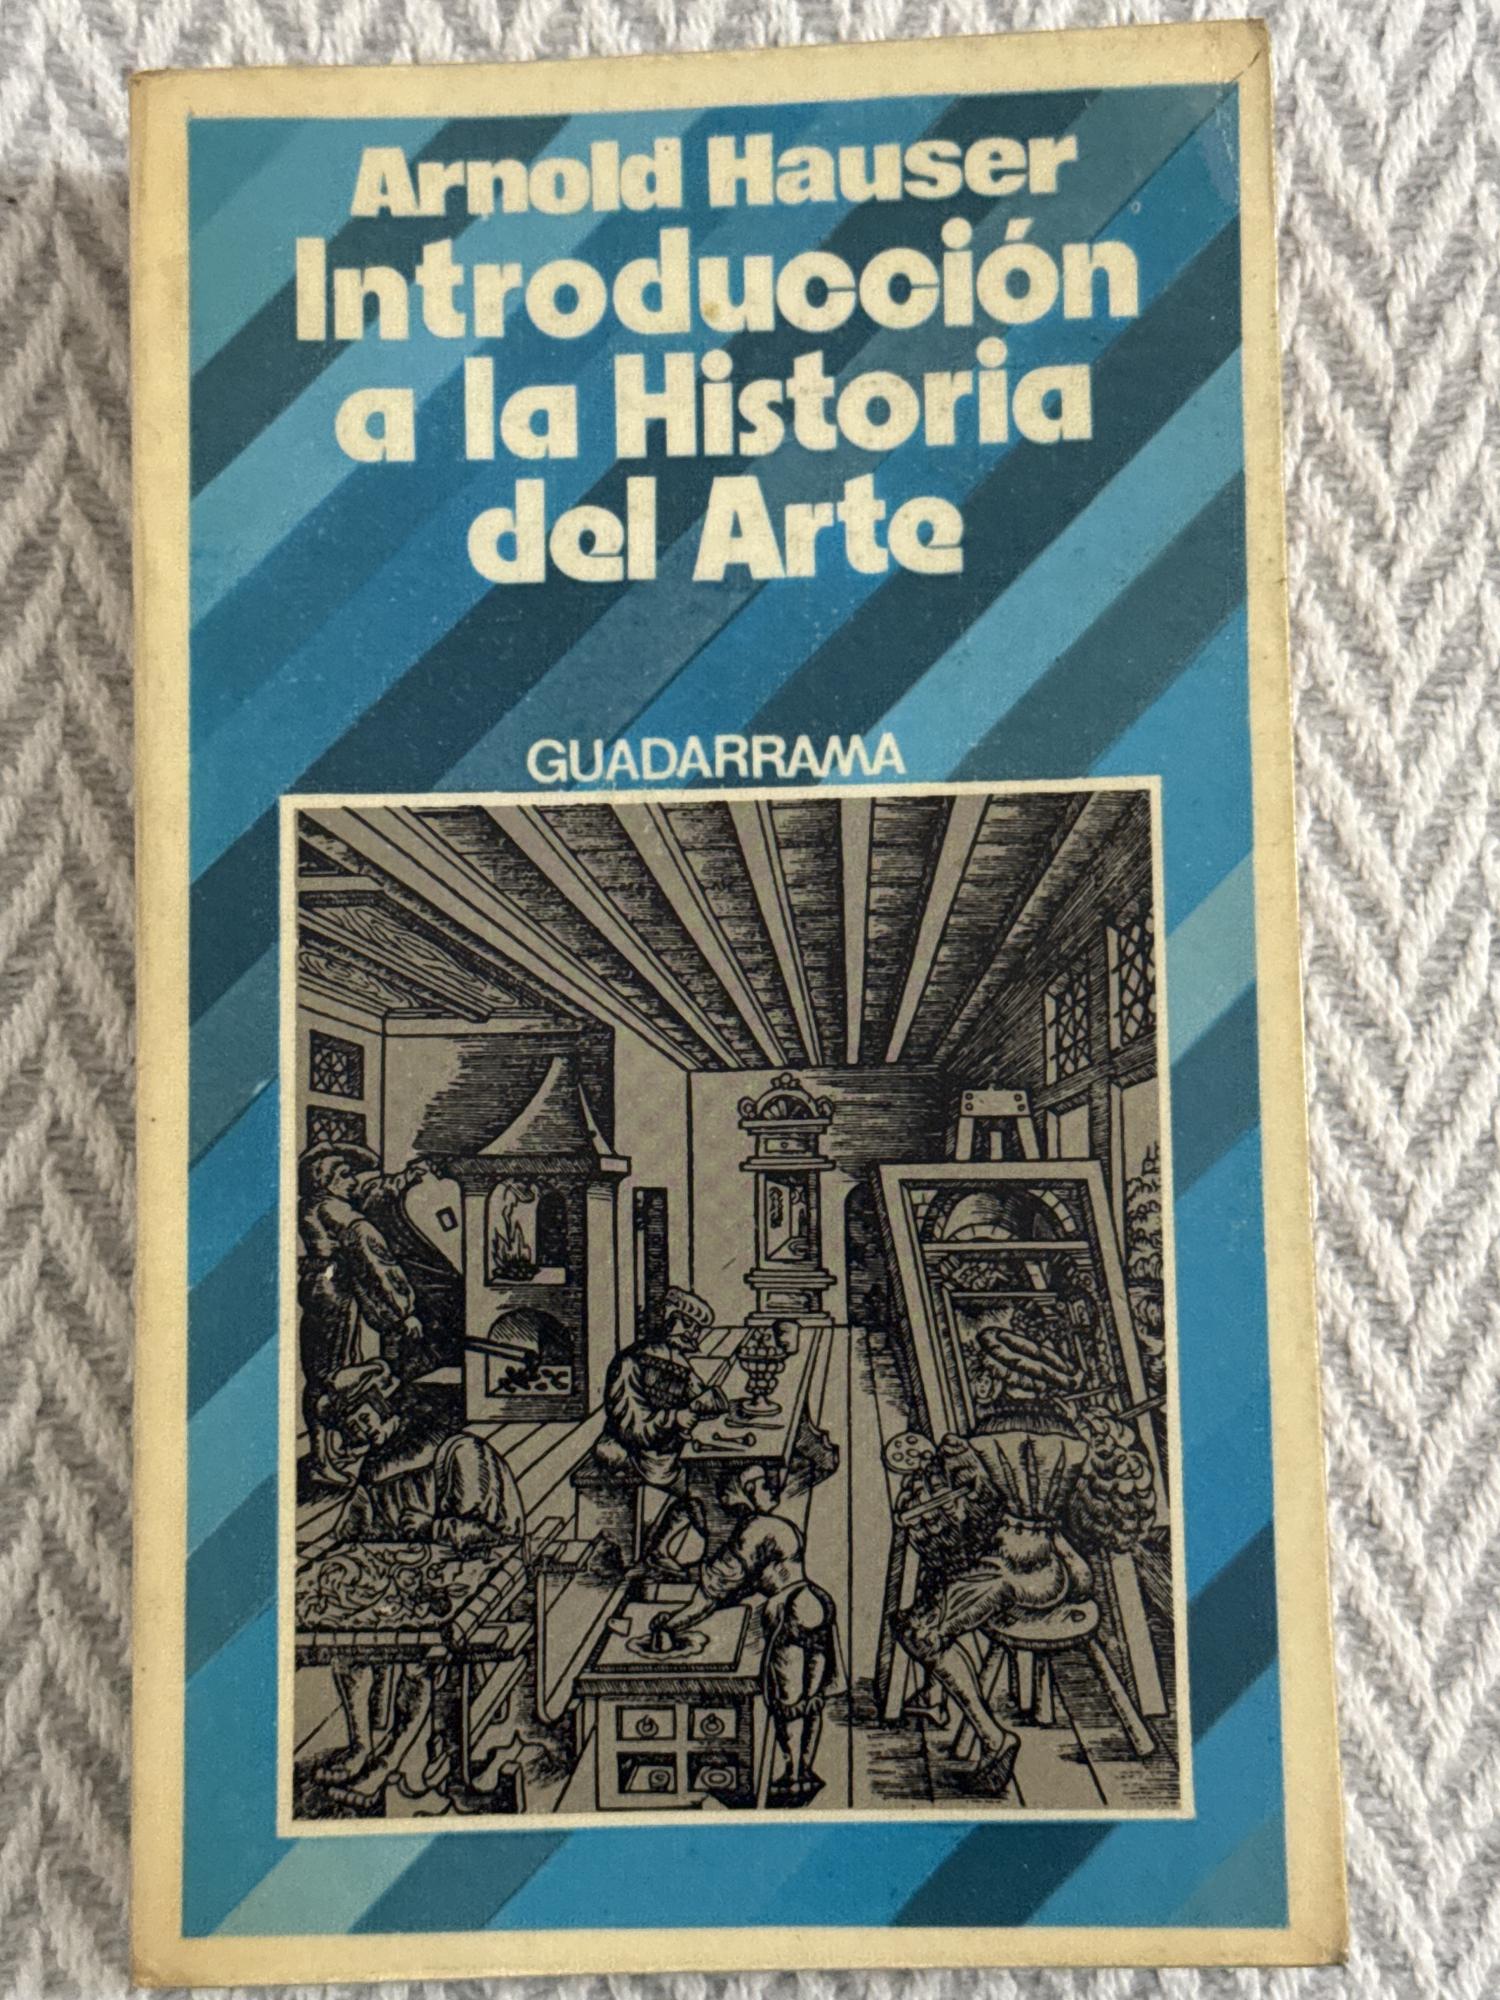 Arnold Hauser
Introducción
a la Historia
del Arte
GUADARRAMA